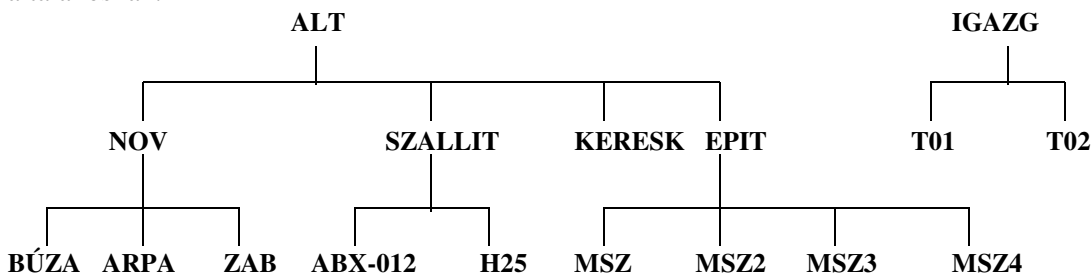 ALT IGAZG
NOV SZALLIT KERESK EPIT T01 T02
BÚZA ARPA ZAB ABX-012 H25 MSZ MSZ2 MSZ3 MSZ4